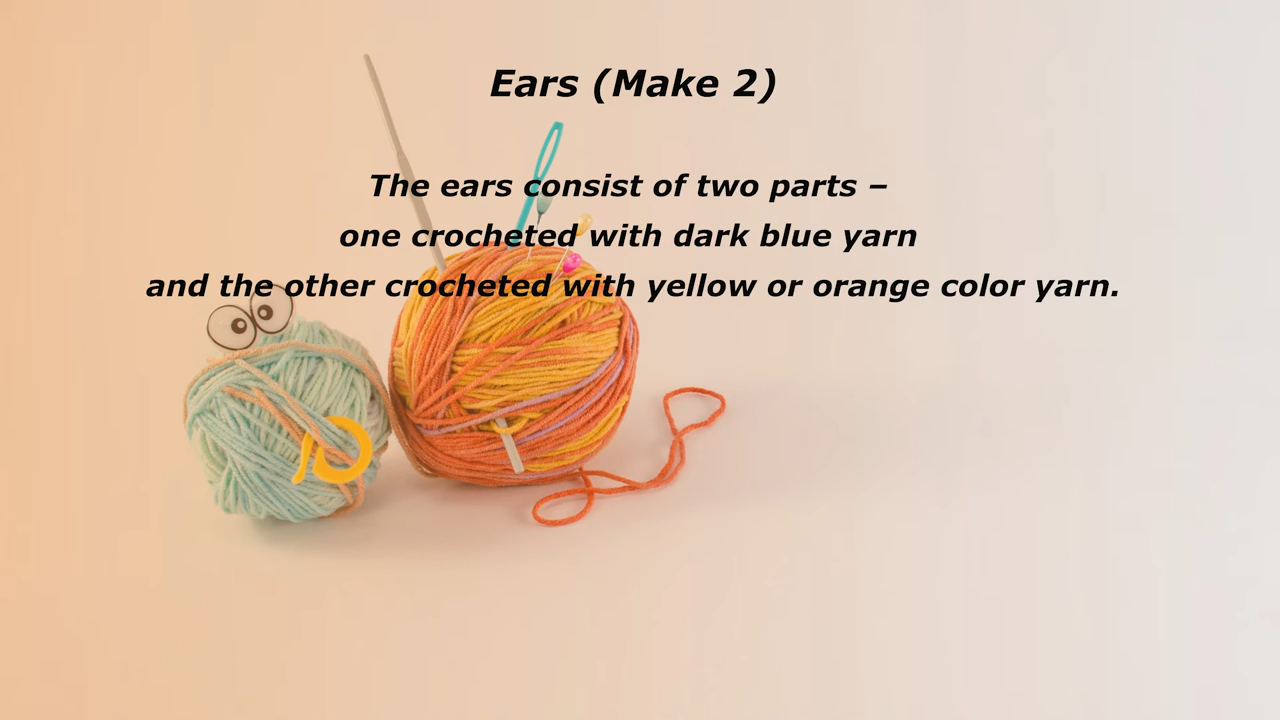 Ears (Make 2)
The ears consist of two parts –
one crocheted with dark blue yarn
and the other crocheted with yellow or orange color yarn.